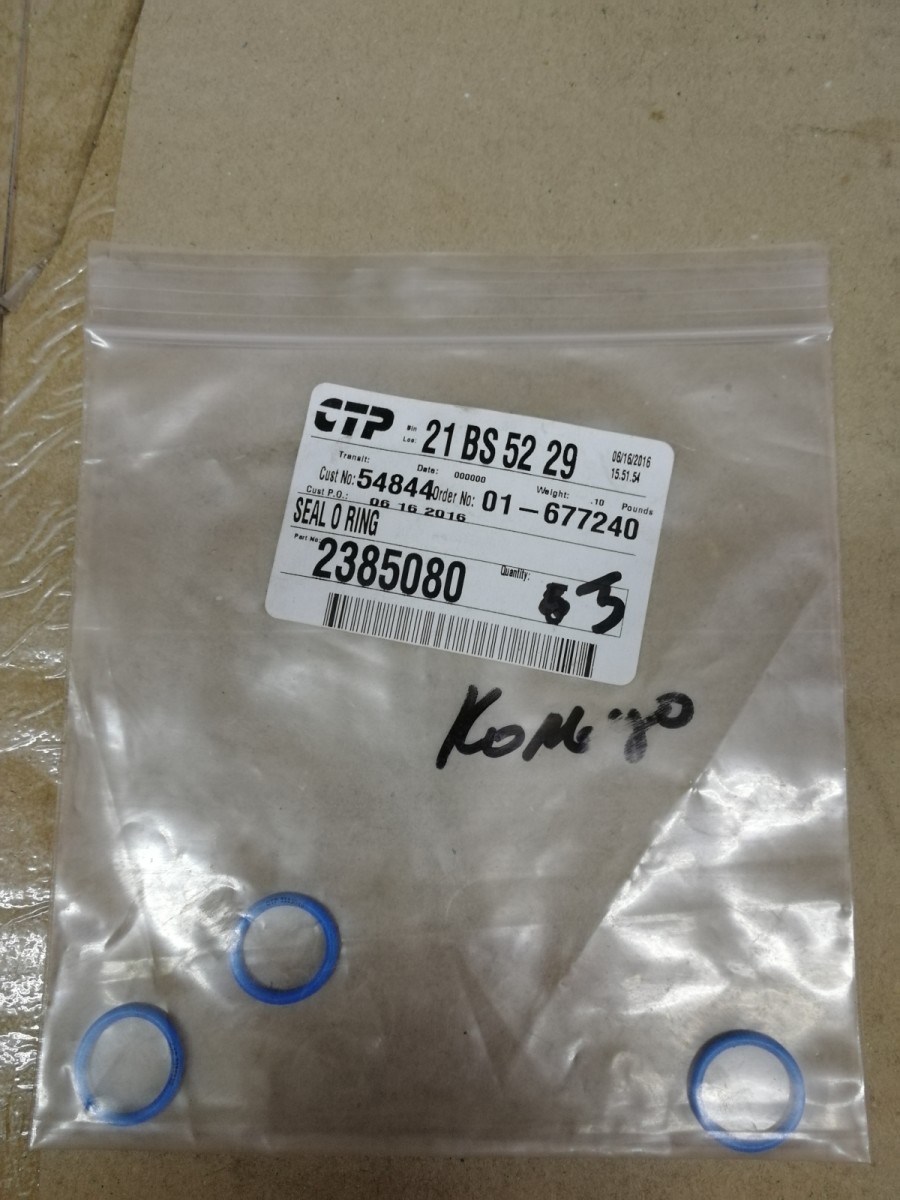 CTP Bin Loc: 21 BS 52 29 06/16/2016
15.51.54
Transit: Date: 000000 Weight: .10 Pounds
Cust No: 54844 Order No: 01-677240
Cust P.O.: 06 16 2016
SEAL O RING
Part No: 2385080 Quantity: 3